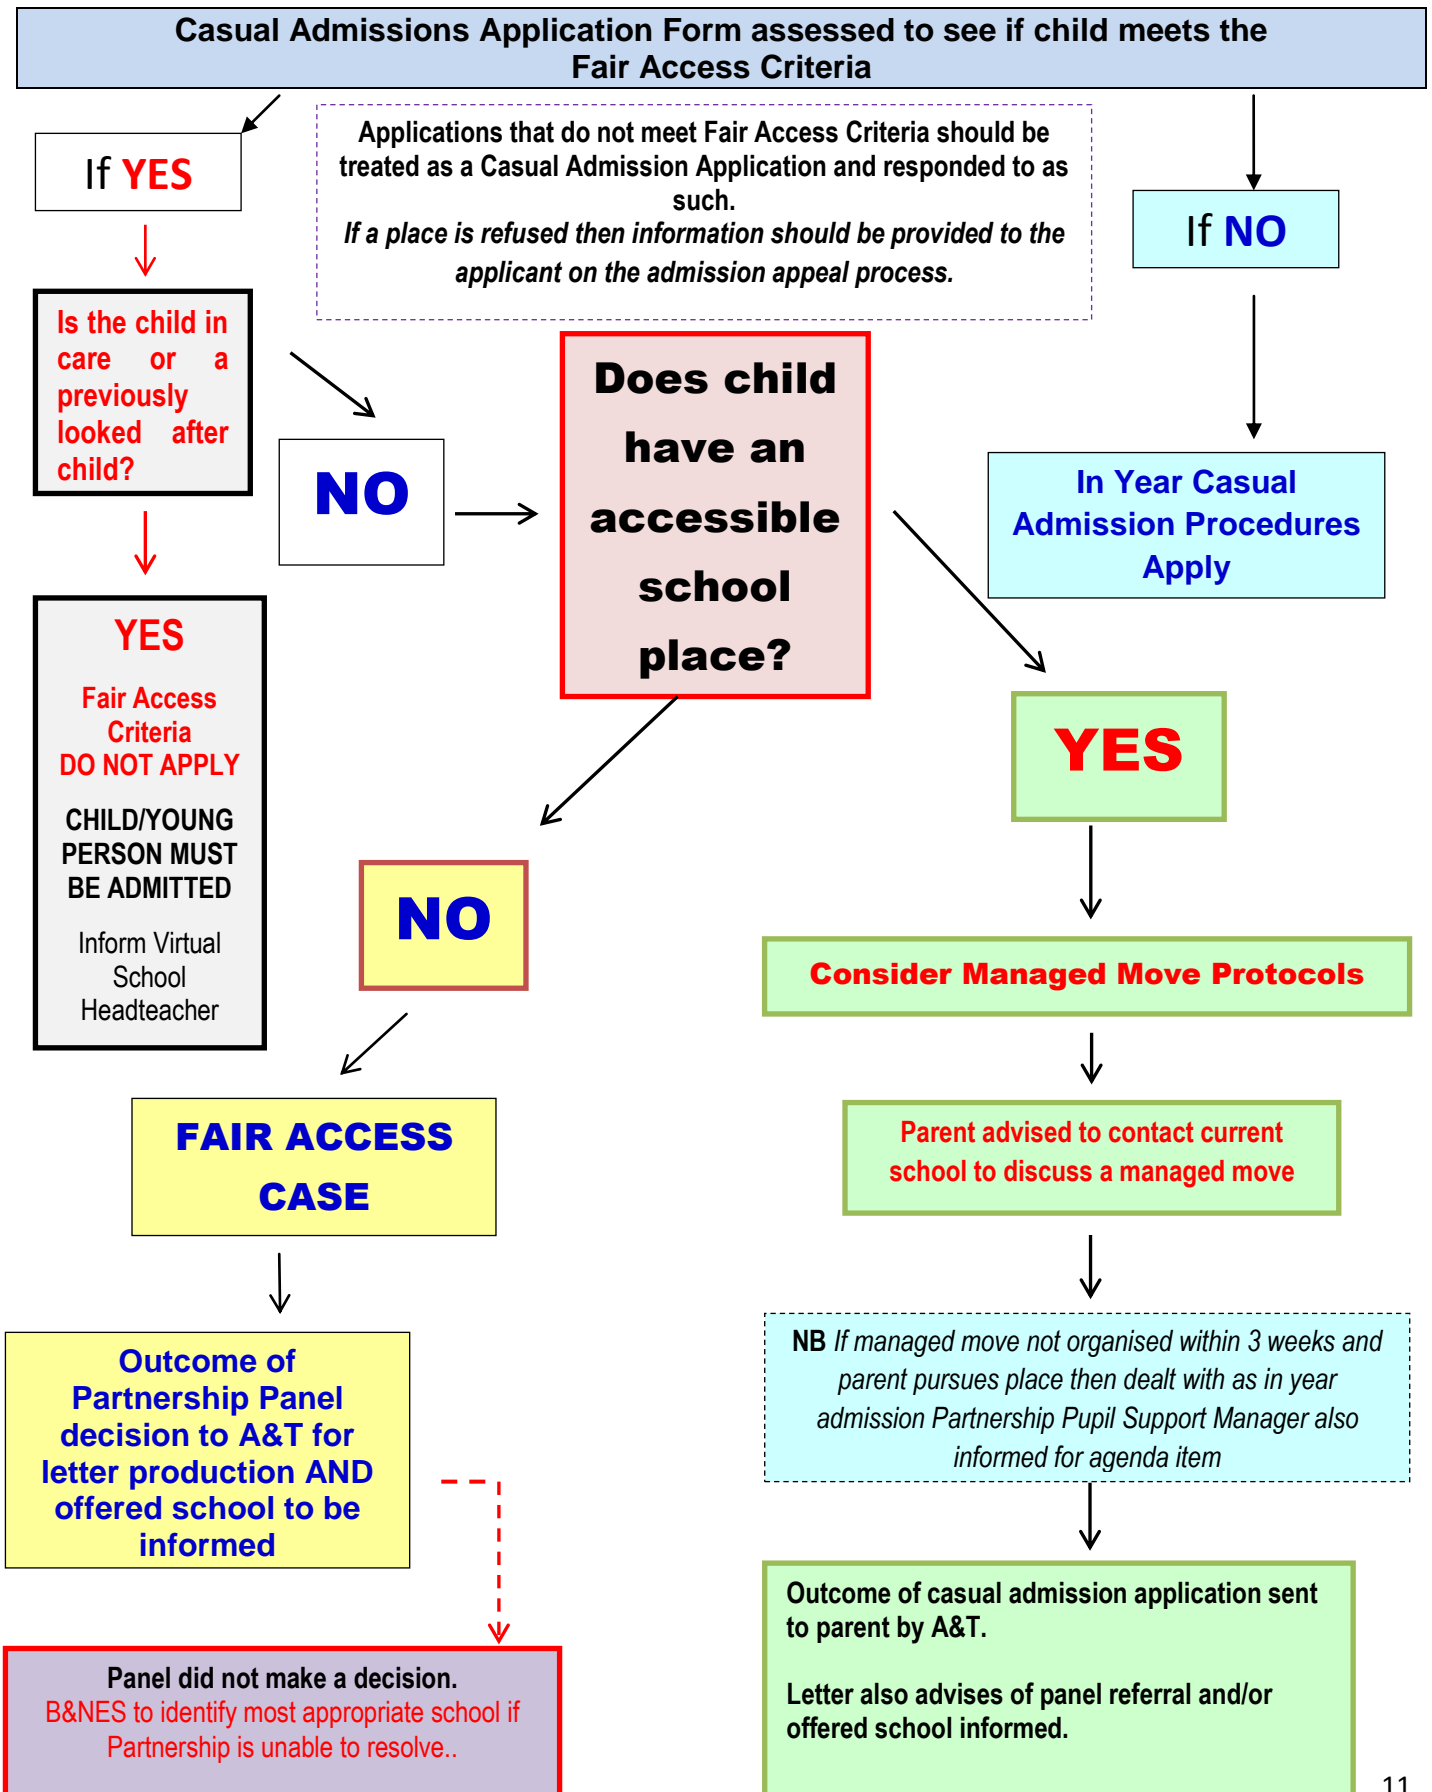 Casual Admissions Application Form assessed to see if child meets the
Fair Access Criteria
If YES
Applications that do not meet Fair Access Criteria should be
treated as a Casual Admission Application and responded to as
such.
If a place is refused then information should be provided to the
applicant on the admission appeal process.
If NO
Is the child in
care or a
previously
looked after
child?
NO
Does child
have an
accessible
school
place?
In Year Casual
Admission Procedures
Apply
YES
Fair Access
Criteria
DO NOT APPLY
CHILD/YOUNG
PERSON MUST
BE ADMITTED
Inform Virtual
School
Headteacher
YES
NO
Consider Managed Move Protocols
FAIR ACCESS
CASE
Parent advised to contact current
school to discuss a managed move
Outcome of
Partnership Panel
decision to A&T for
letter production AND
offered school to be
informed
NB If managed move not organised within 3 weeks and
parent pursues place then dealt with as in year
admission Partnership Pupil Support Manager also
informed for agenda item
Panel did not make a decision.
B&NES to identify most appropriate school if
Partnership is unable to resolve..
Outcome of casual admission application sent
to parent by A&T.
Letter also advises of panel referral and/or
offered school informed.
11